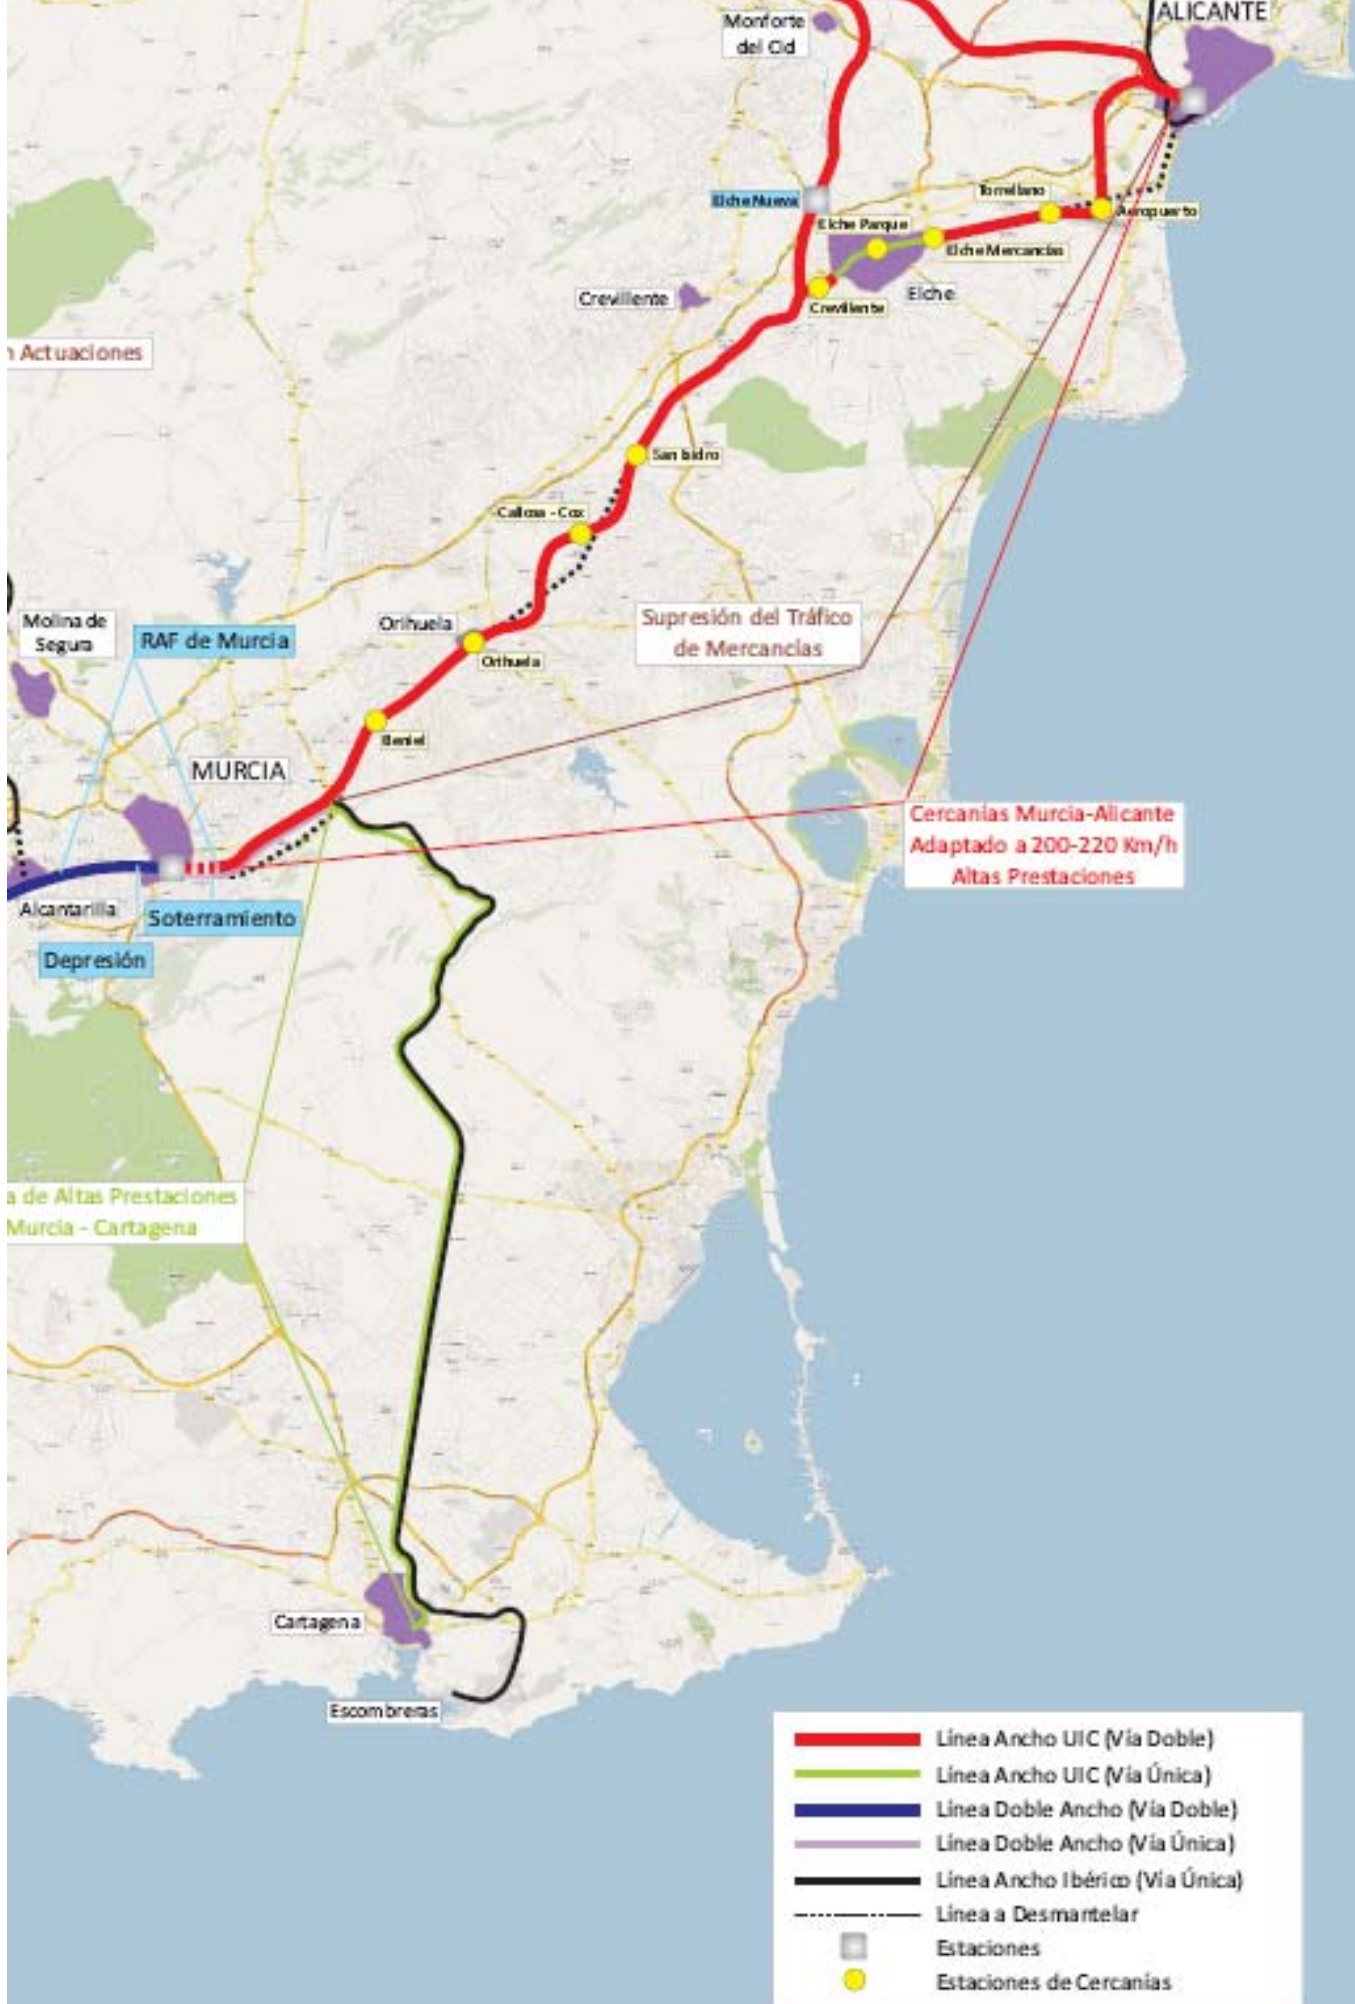 ALICANTE
Monforte
del Cid
Elche Nueva
Torrellano
Aeropuerto
Elche Parque
Elche Mercancías
Crevillente
Elche
Crevillente
n Actuaciones
San Isidro
Callosa - Cox
Molina de
Segura
RAF de Murcia
Orihuela
Orihuela
Supresión del Tráfico
de Mercancías
Beniel
MURCIA
Cercanías Murcia-Alicante
Adaptado a 200-220 Km/h
Altas Prestaciones
Alcantarilla
Soterramiento
Depresión
a de Altas Prestaciones
Murcia - Cartagena
Cartagena
Escombreras
Línea Ancho UIC (Vía Doble)
Línea Ancho UIC (Vía Única)
Línea Doble Ancho (Vía Doble)
Línea Doble Ancho (Vía Única)
Línea Ancho Ibérico (Vía Única)
Línea a Desmantelar
Estaciones
Estaciones de Cercanías